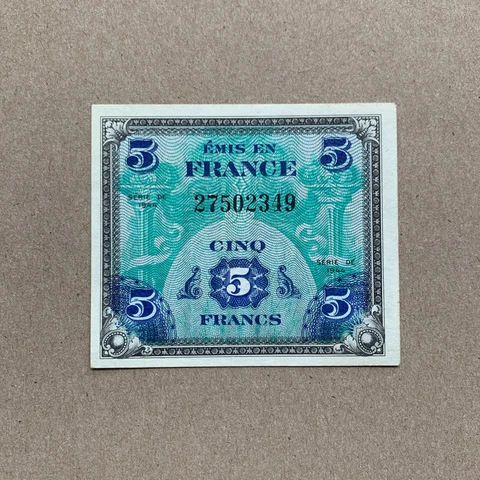 5 ÉMIS EN 5
FRANCE
SÉRIE DE
1944
27502349
CINQ
SÉRIE DE
1944
5
5 5
FRANCS